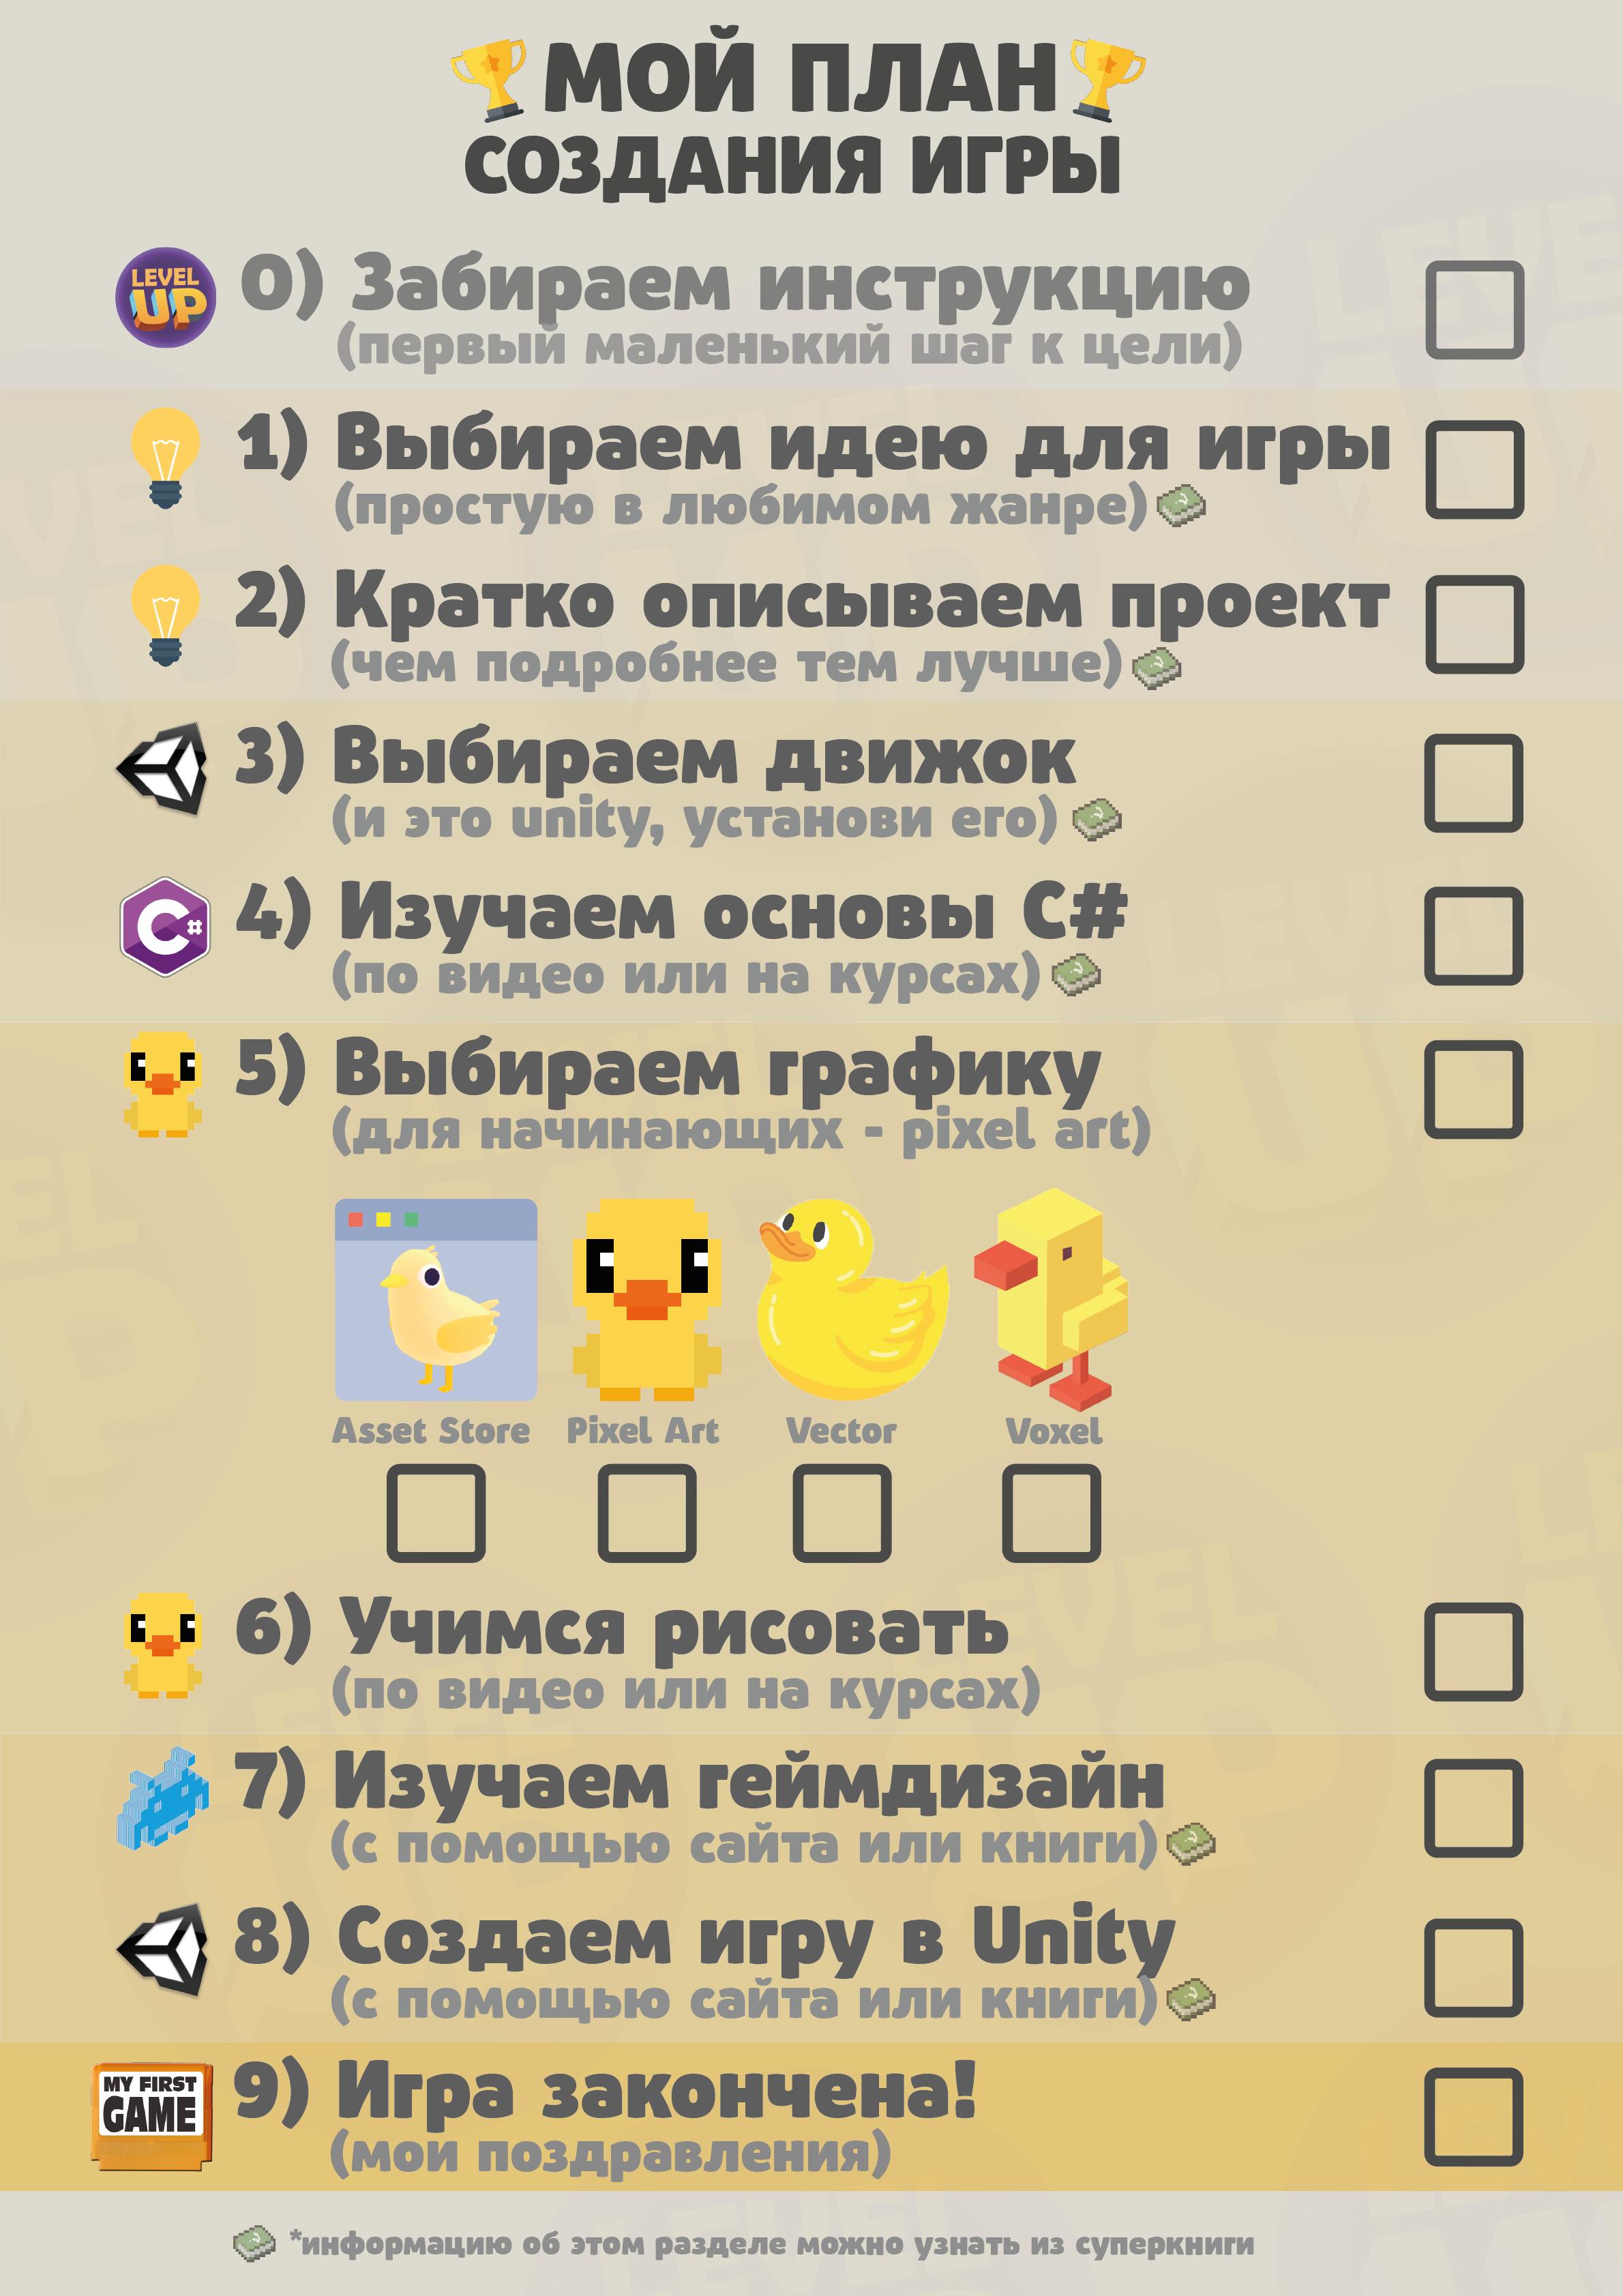 МОЙ ПЛАН
СОЗДАНИЯ ИГРЫ
LEVEL
UP
0) Забираем инструкцию
(первый маленький шаг к цели)
1) Выбираем идею для игры
(простую в любимом жанре)
2) Кратко описываем проект
(чем подробнее тем лучше)
3) Выбираем движок
(и это unity, установи его)
C#
4) Изучаем основы C#
(по видео или на курсах)
5) Выбираем графику
(для начинающих - pixel art)
Asset Store Pixel Art Vector Voxel
6) Учимся рисовать
(по видео или на курсах)
7) Изучаем геймдизайн
(с помощью сайта или книги)
8) Создаем игру в Unity
(с помощью сайта или книги)
MY FIRST
GAME
9) Игра закончена!
(мои поздравления)
*информацию об этом разделе можно узнать из суперкниги